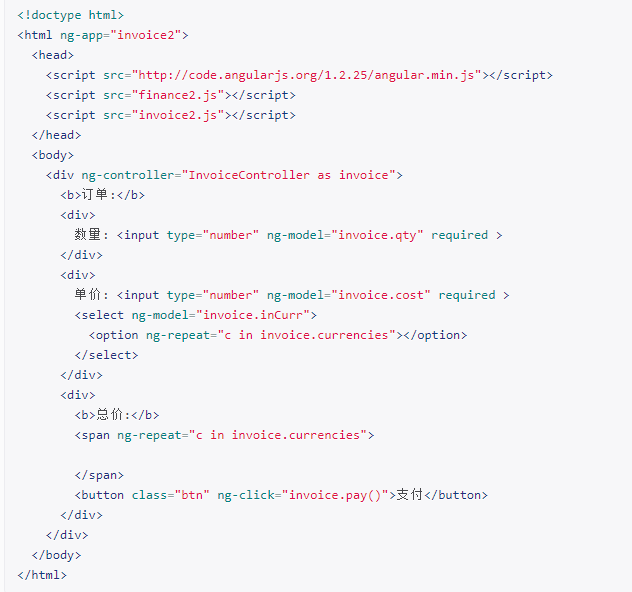 <!doctype html>
<html ng-app="invoice2">
  <head>
    <script src="http://code.angularjs.org/1.2.25/angular.min.js"></script>
    <script src="finance2.js"></script>
    <script src="invoice2.js"></script>
  </head>
  <body>
    <div ng-controller="InvoiceController as invoice">
      <b>订单:</b>
      <div>
        数量: <input type="number" ng-model="invoice.qty" required >
      </div>
      <div>
        单价: <input type="number" ng-model="invoice.cost" required >
        <select ng-model="invoice.inCurr">
          <option ng-repeat="c in invoice.currencies"></option>
        </select>
      </div>
      <div>
        <b>总价:</b>
        <span ng-repeat="c in invoice.currencies">

        </span>
        <button class="btn" ng-click="invoice.pay()">支付</button>
      </div>
    </div>
  </body>
</html>